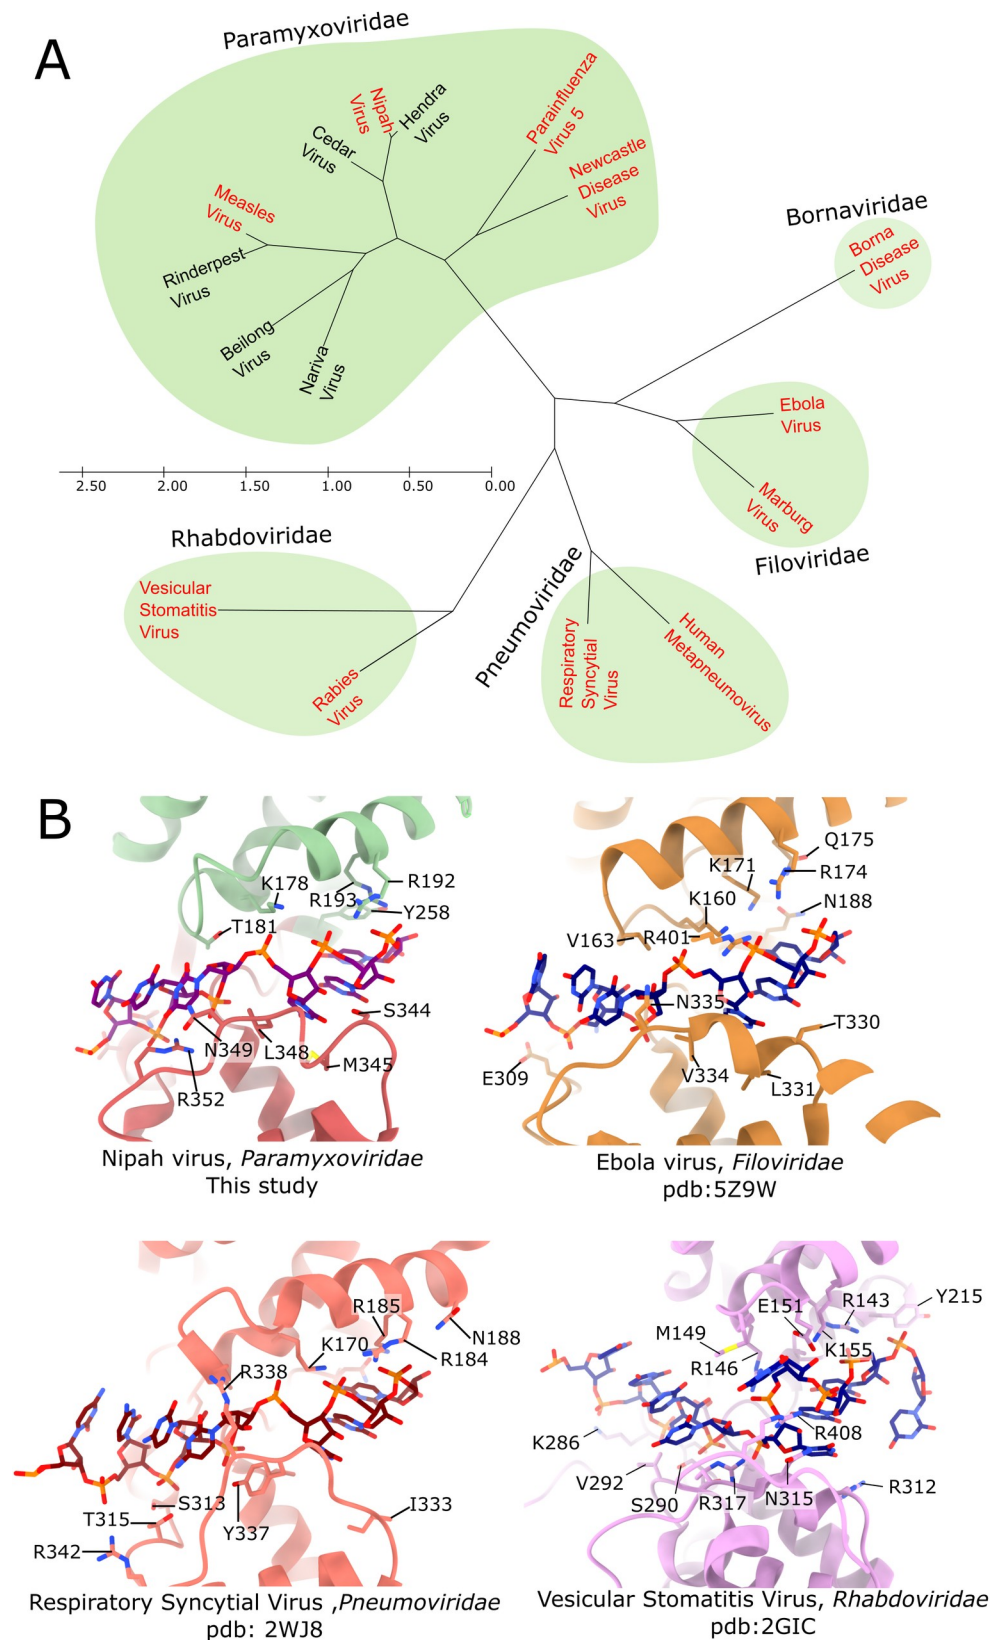 A
Paramyxoviridae
Nipah
Virus
Hendra
Virus
Cedar
Virus
Parainfluenza
Virus 5
Newcastle
Disease
Virus
Measles
Virus
Rinderpest
Virus
Beilong
Virus
Nariva
Virus
Bornaviridae
Borna
Disease
Virus
Ebola
Virus
Marburg
Virus
Filoviridae
2.50 2.00 1.50 1.00 0.50 0.00
Rhabdoviridae
Vesicular
Stomatitis
Virus
Rabies
Virus
Pneumoviridae
Respiratory
Syncytial
Virus
Human
Metapneumovirus
B
K178
R193
R192
Y258
T181
S344
N349
L348
M345
R352
Nipah virus, Paramyxoviridae
This study
Q175
K171
R174
K160
N188
V163
R401
N335
T330
E309
V334
L331
Ebola virus, Filoviridae
pdb:5Z9W
R185
K170
N188
R184
R338
S313
T315
I333
Y337
R342
Respiratory Syncytial Virus ,Pneumoviridae
pdb: 2WJ8
E151
R143
Y215
M149
R146
K155
R408
K286
V292
S290
R317
N315
R312
Vesicular Stomatitis Virus, Rhabdoviridae
pdb:2GIC